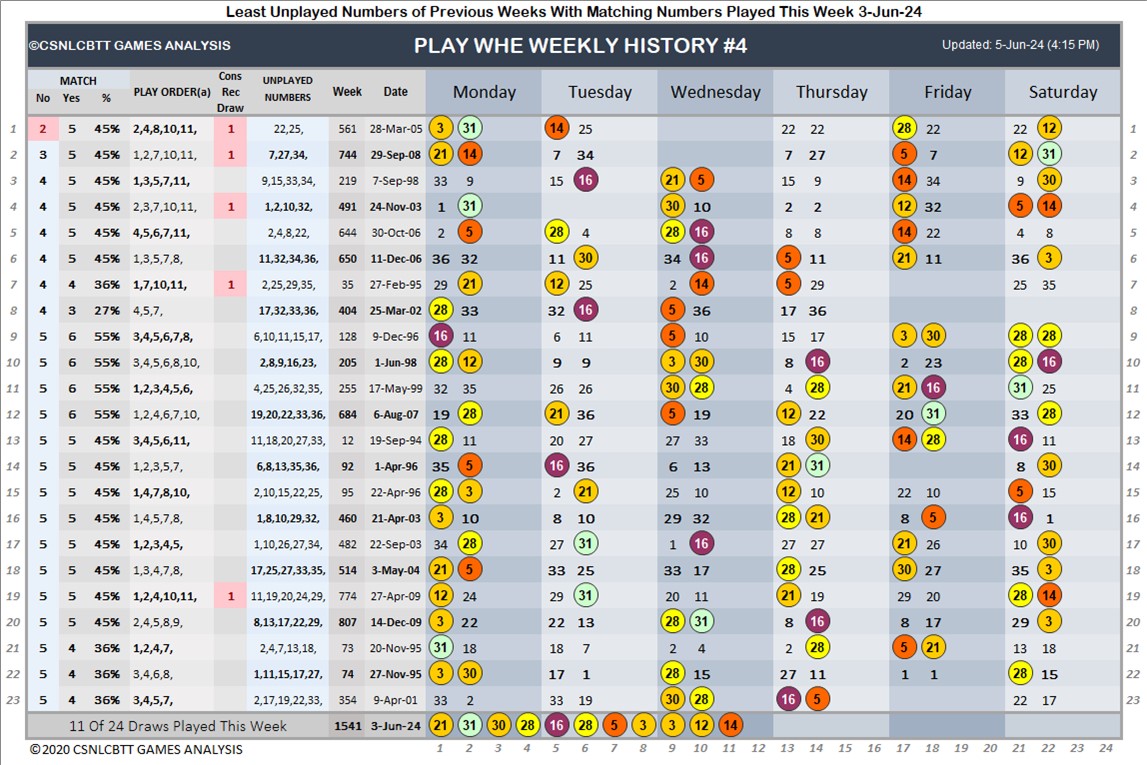 Least Unplayed Numbers of Previous Weeks With Matching Numbers Played This Week 3-Jun-24
©CSNLCBTT GAMES ANALYSIS PLAY WHE WEEKLY HISTORY #4 Updated: 5-Jun-24 (4:15 PM)
MATCH No Yes % PLAY ORDER(a) Cons Rec Draw UNPLAYED NUMBERS Week Date Monday Tuesday Wednesday Thursday Friday Saturday
1 2 5 45% 2,4,8,10,11, 1 22,25, 561 28-Mar-05 3 31 14 25 22 22 28 22 22 12 1
2 3 5 45% 1,2,7,10,11, 1 7,27,34, 744 29-Sep-08 21 14 7 34 7 27 5 7 12 31 2
3 4 5 45% 1,3,5,7,11, 9,15,33,34, 219 7-Sep-98 33 9 15 16 21 5 15 9 14 34 9 30 3
4 4 5 45% 2,3,7,10,11, 1 1,2,10,32, 491 24-Nov-03 1 31 30 10 2 2 12 32 5 14 4
5 4 5 45% 4,5,6,7,11, 2,4,8,22, 644 30-Oct-06 2 5 28 4 28 16 8 8 14 22 4 8 5
6 4 5 45% 1,3,5,7,8, 11,32,34,36, 650 11-Dec-06 36 32 11 30 34 16 5 11 21 11 36 3 6
7 4 4 36% 1,7,10,11, 1 2,25,29,35, 35 27-Feb-95 29 21 12 25 2 14 5 29 25 35 7
8 4 3 27% 4,5,7, 17,32,33,36, 404 25-Mar-02 28 33 32 16 5 36 17 36 8
9 5 6 55% 3,4,5,6,7,8, 6,10,11,15,17, 128 9-Dec-96 16 11 6 11 5 10 15 17 3 30 28 28 9
10 5 6 55% 3,4,5,6,8,10, 2,8,9,16,23, 205 1-Jun-98 28 12 9 9 3 30 8 16 2 23 28 16 10
11 5 6 55% 1,2,3,4,5,6, 4,25,26,32,35, 255 17-May-99 32 35 26 26 30 28 4 28 21 16 31 25 11
12 5 6 55% 1,2,4,6,7,10, 19,20,22,33,36, 684 6-Aug-07 19 28 21 36 5 19 12 22 20 31 33 28 12
13 5 5 45% 3,4,5,6,11, 11,18,20,27,33, 12 19-Sep-94 28 11 20 27 27 33 18 30 14 28 16 11 13
14 5 5 45% 1,2,3,5,7, 6,8,13,35,36, 92 1-Apr-96 35 5 16 36 6 13 21 31 8 30 14
15 5 5 45% 1,4,7,8,10, 2,10,15,22,25, 95 22-Apr-96 28 3 2 21 25 10 12 10 22 10 5 15 15
16 5 5 45% 1,4,5,7,8, 1,8,10,29,32, 460 21-Apr-03 3 10 8 10 29 32 28 21 8 5 16 1 16
17 5 5 45% 1,2,3,4,5, 1,10,26,27,34, 482 22-Sep-03 34 28 27 31 1 16 27 27 21 26 10 30 17
18 5 5 45% 1,3,4,7,8, 17,25,27,33,35, 514 3-May-04 21 5 33 25 33 17 28 25 30 27 35 3 18
19 5 5 45% 1,2,4,10,11, 1 11,19,20,24,29, 774 27-Apr-09 12 24 29 31 20 11 21 19 29 20 28 14 19
20 5 5 45% 2,4,5,8,9, 8,13,17,22,29, 807 14-Dec-09 3 22 22 13 28 31 8 16 8 17 29 3 20
21 5 4 36% 1,2,4,7, 2,4,7,13,18, 73 20-Nov-95 31 18 18 7 2 4 2 28 5 21 13 18 21
22 5 4 36% 3,4,6,8, 1,11,15,17,27, 74 27-Nov-95 3 30 17 1 28 15 27 11 1 1 28 15 22
23 5 4 36% 3,4,5,7, 2,17,19,22,33, 354 9-Apr-01 33 2 33 19 30 28 16 5 22 17 23
11 Of 24 Draws Played This Week 1541 3-Jun-24 21 31 30 28 16 28 5 3 3 12 14
© 2020 CSNLCBTT GAMES ANALYSIS 1 2 3 4 5 6 7 8 9 10 11 12 13 14 15 16 17 18 19 20 21 22 23 24